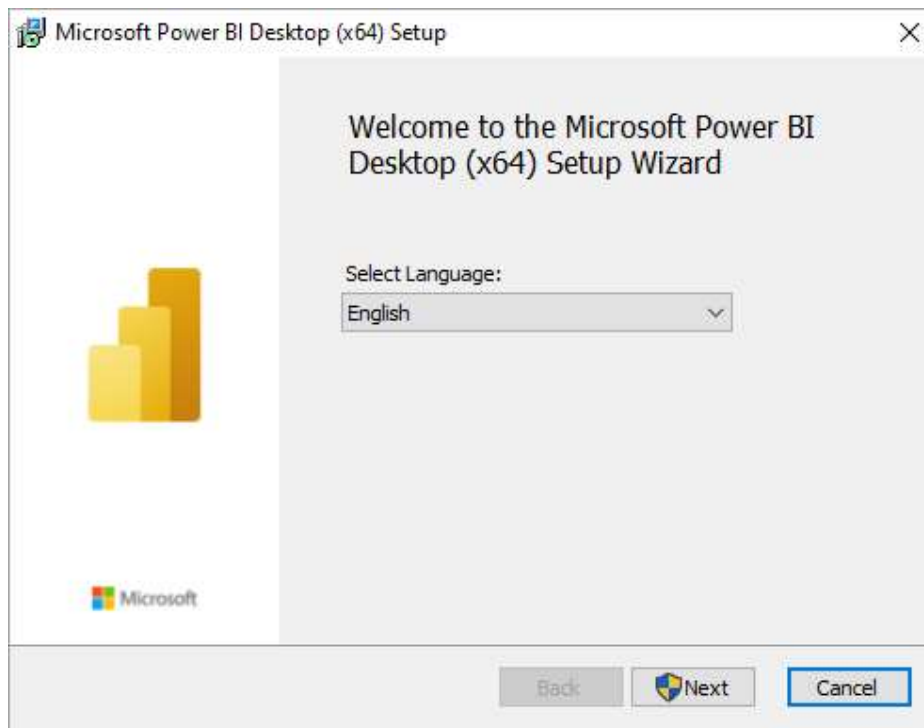 Microsoft Power BI Desktop (x64) Setup
Welcome to the Microsoft Power BI
Desktop (x64) Setup Wizard
Select Language:
English
Microsoft
Back
Next
Cancel